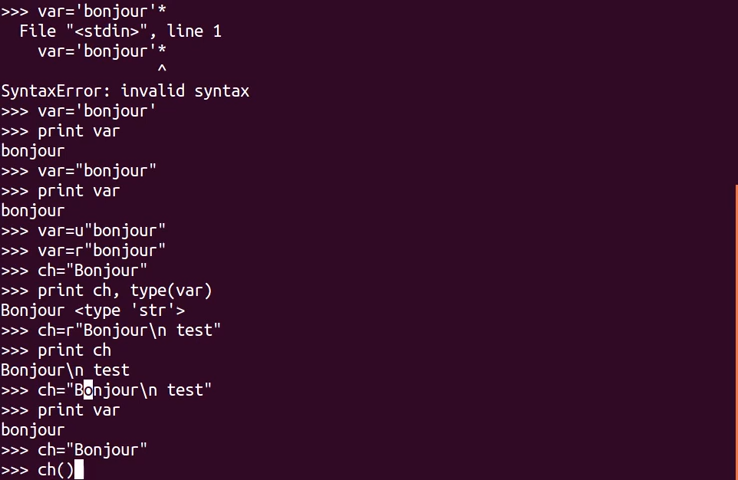 >>> var='bonjour'*
  File "<stdin>", line 1
    var='bonjour'*
                 ^
SyntaxError: invalid syntax
>>> var='bonjour'
>>> print var
bonjour
>>> var="bonjour"
>>> print var
bonjour
>>> var=u"bonjour"
>>> var=r"bonjour"
>>> ch="Bonjour"
>>> print ch, type(var)
Bonjour <type 'str'>
>>> ch=r"Bonjour\n test"
>>> print ch
Bonjour\n test
>>> ch="Bonjour\n test"
>>> print var
bonjour
>>> ch="Bonjour"
>>> ch()